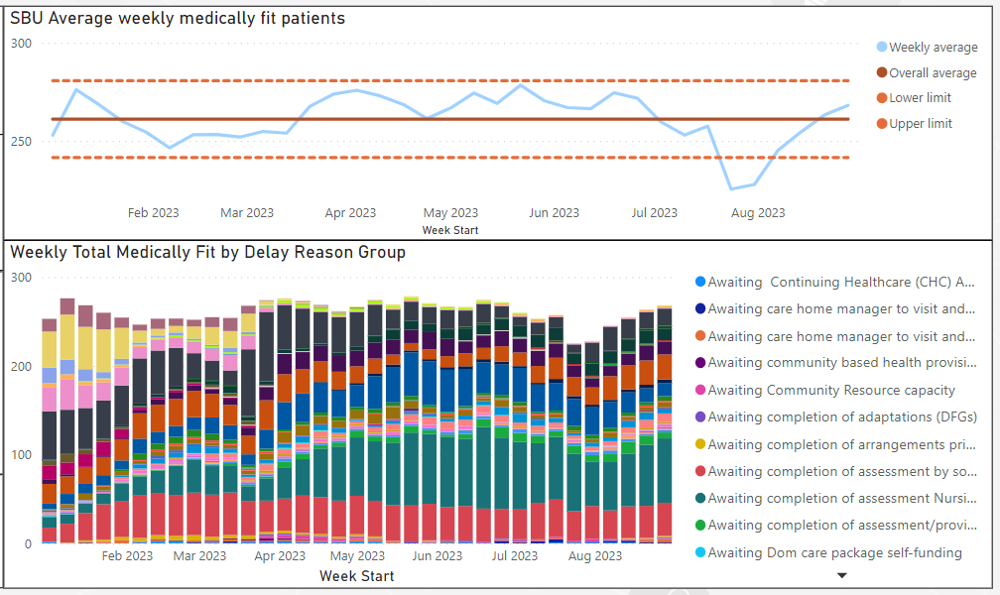 SBU Average weekly medically fit patients
300
250
Feb 2023 Mar 2023 Apr 2023 May 2023 Jun 2023 Jul 2023 Aug 2023
Week Start
Weekly average
Overall average
Lower limit
Upper limit
Weekly Total Medically Fit by Delay Reason Group
300
200
100
0
Feb 2023 Mar 2023 Apr 2023 May 2023 Jun 2023 Jul 2023 Aug 2023
Week Start
Awaiting  Continuing Healthcare (CHC) A...
Awaiting care home manager to visit and...
Awaiting care home manager to visit and...
Awaiting community based health provisi...
Awaiting Community Resource capacity
Awaiting completion of adaptations (DFGs)
Awaiting completion of arrangements pri...
Awaiting completion of assessment by so...
Awaiting completion of assessment Nursi...
Awaiting completion of assessment/provi...
Awaiting Dom care package self-funding